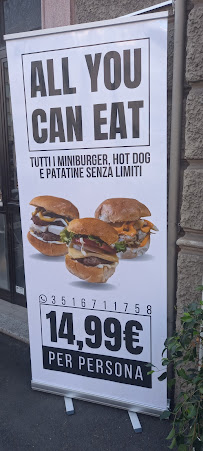 ALL YOU
CAN EAT
TUTTI I MINIBURGER, HOT DOG
E PATATINE SENZA LIMITI
3516711758
14,99€
PER PERSONA